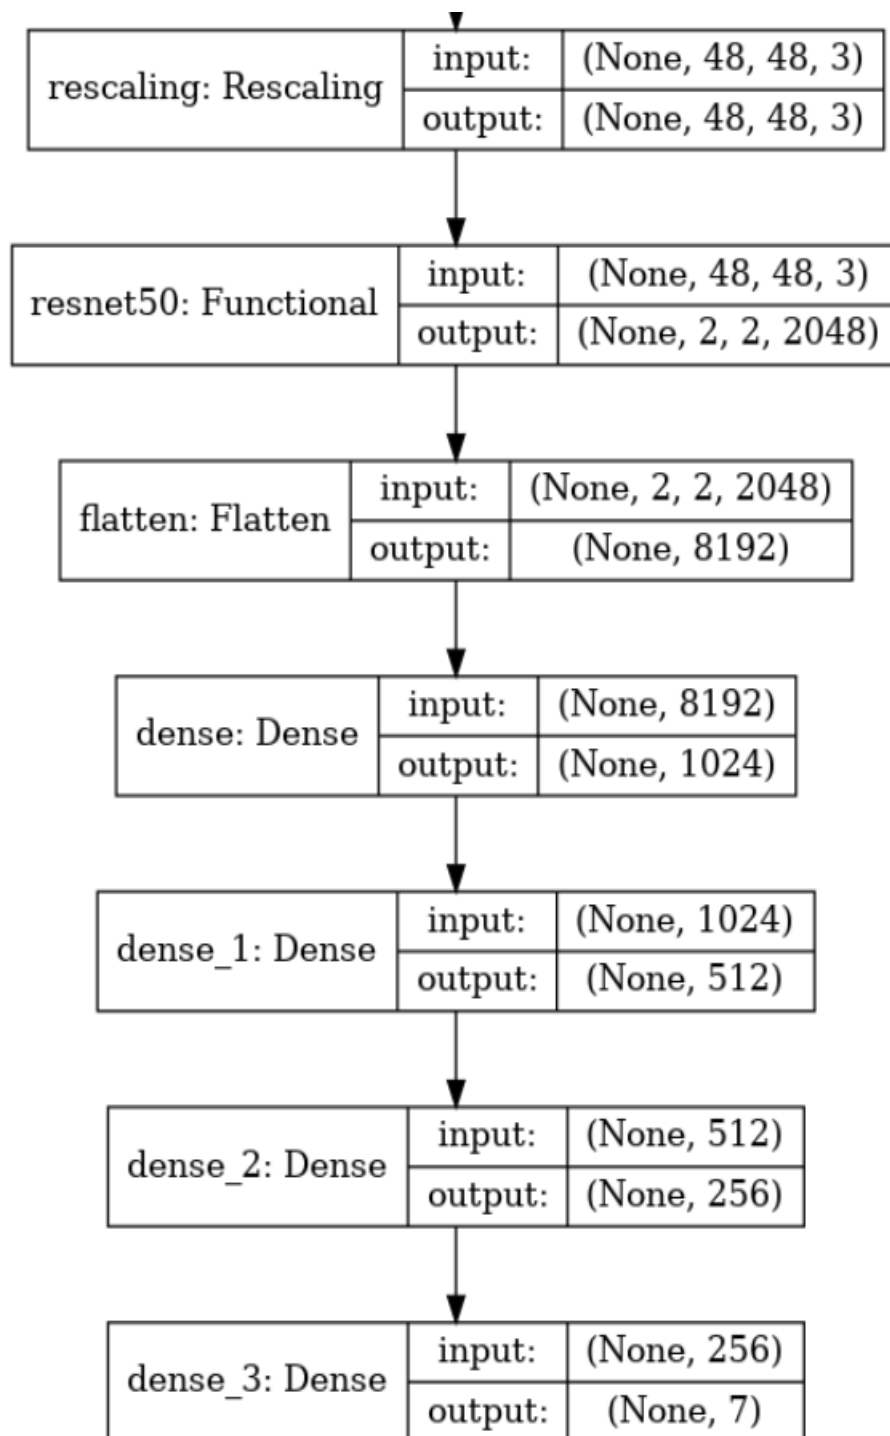 rescaling: Rescaling
input:
(None, 48, 48, 3)
output:
(None, 48, 48, 3)
resnet50: Functional
input:
(None, 48, 48, 3)
output:
(None, 2, 2, 2048)
flatten: Flatten
input:
(None, 2, 2, 2048)
output:
(None, 8192)
dense: Dense
input:
(None, 8192)
output:
(None, 1024)
dense_1: Dense
input:
(None, 1024)
output:
(None, 512)
dense_2: Dense
input:
(None, 512)
output:
(None, 256)
dense_3: Dense
input:
(None, 256)
output:
(None, 7)